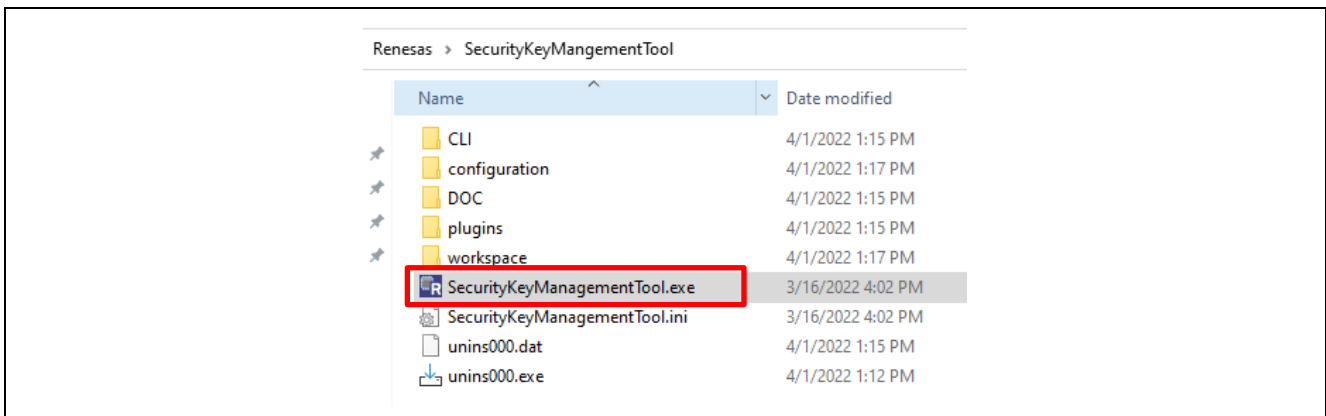 Renesas > SecurityKeyMangementTool
Name Date modified
CLI 4/1/2022 1:15 PM
configuration 4/1/2022 1:17 PM
DOC 4/1/2022 1:15 PM
plugins 4/1/2022 1:15 PM
workspace 4/1/2022 1:17 PM
SecurityKeyManagementTool.exe 3/16/2022 4:02 PM
SecurityKeyManagementTool.ini 3/16/2022 4:02 PM
unins000.dat 4/1/2022 1:15 PM
unins000.exe 4/1/2022 1:12 PM